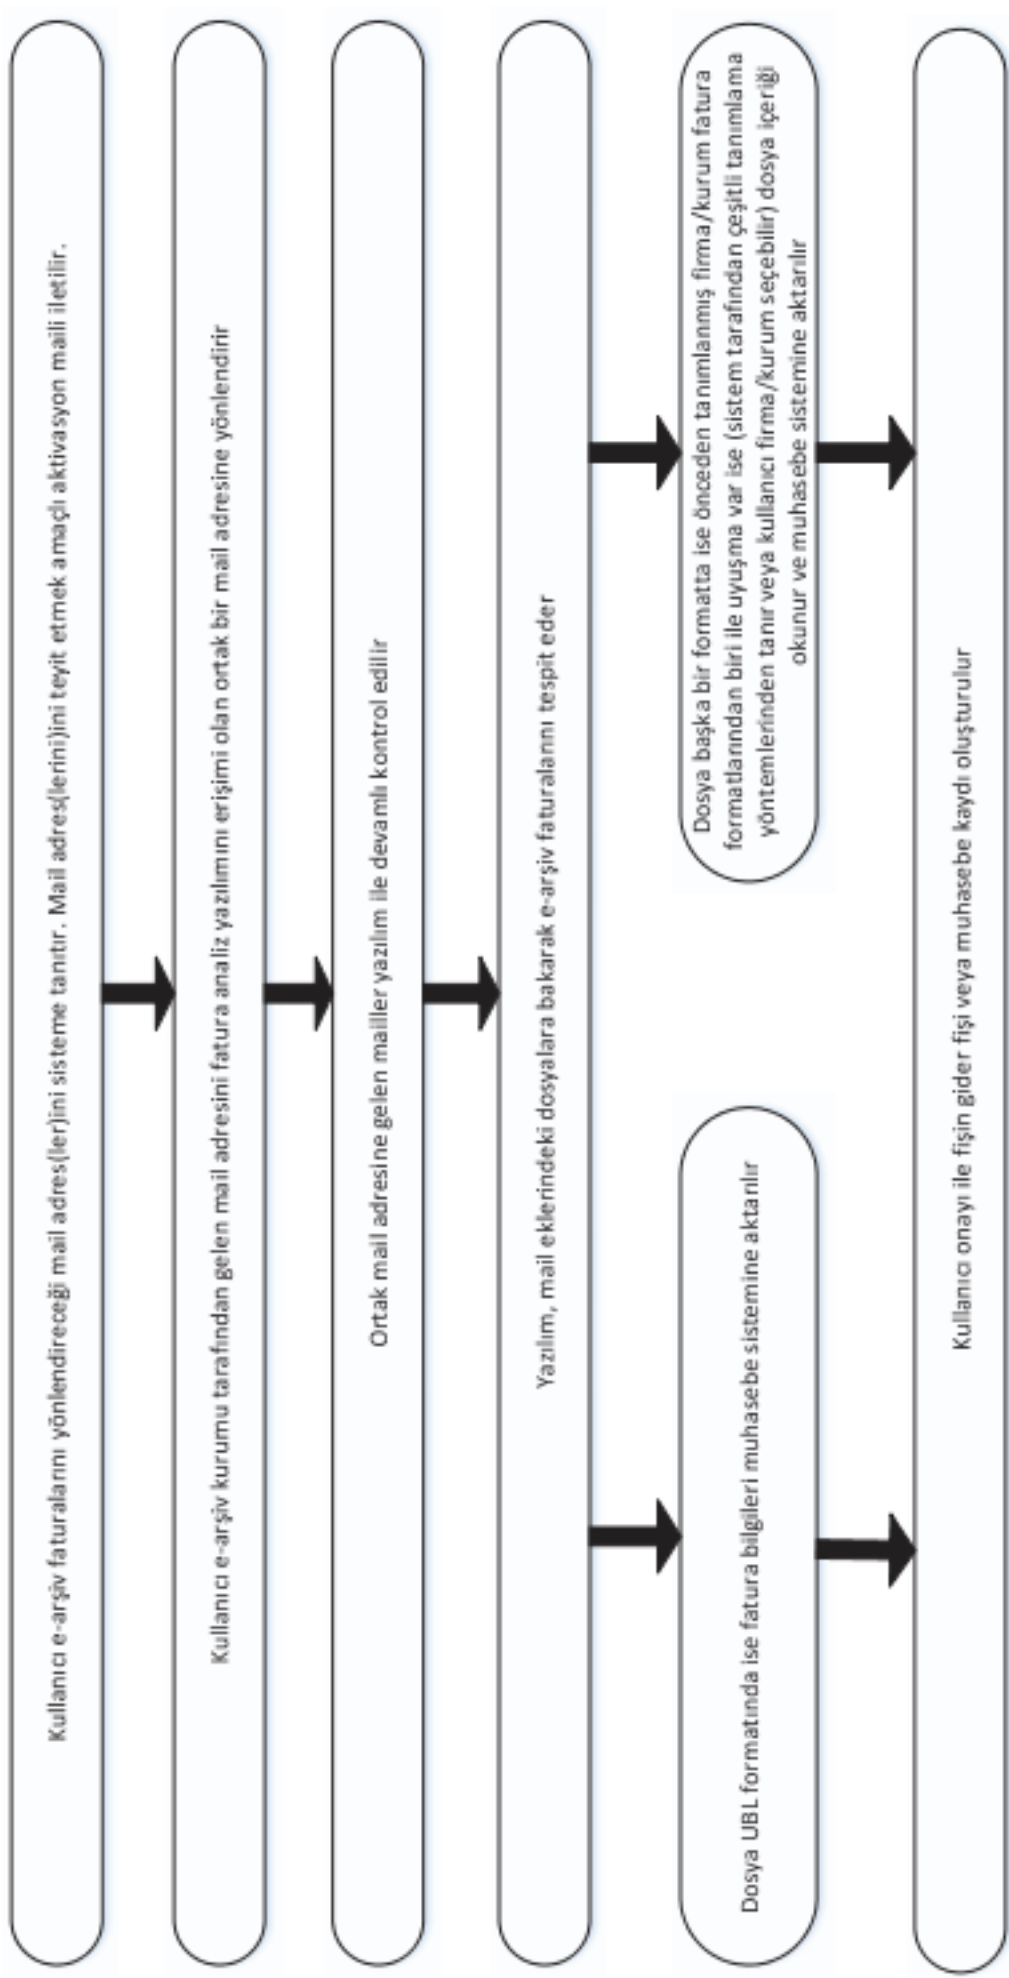 Kullanıcı e-arşiv faturalarını yönlendireceği mail adres(ler)ini sisteme tanıtır. Mail adres(lerini)ini teyit etmek amaçlı aktivasyon maili iletilir.
Kullanıcı e-arşiv kurumu tarafından gelen mail adresini fatura analiz yazılımını erişimi olan ortak bir mail adresine yönlendirir
Ortak mail adresine gelen mailler yazılım ile devamlı kontrol edilir
Yazılım, mail eklerindeki dosyalara bakarak e-arşiv faturalarını tespit eder
Dosya UBL formatında ise fatura bilgileri muhasebe sistemine aktarılır
Dosya başka bir formatta ise önceden tanımlanmış firma/kurum fatura
formatlarından biri ile uyuşma var ise (sistem tarafından çeşitli tanımlama
yöntemlerinden tanır veya kullanıcı firma/kurum seçebilir) dosya içeriği
okunur ve muhasebe sistemine aktarılır
Kullanıcı onayı ile fişin gider fişi veya muhasebe kaydı oluşturulur